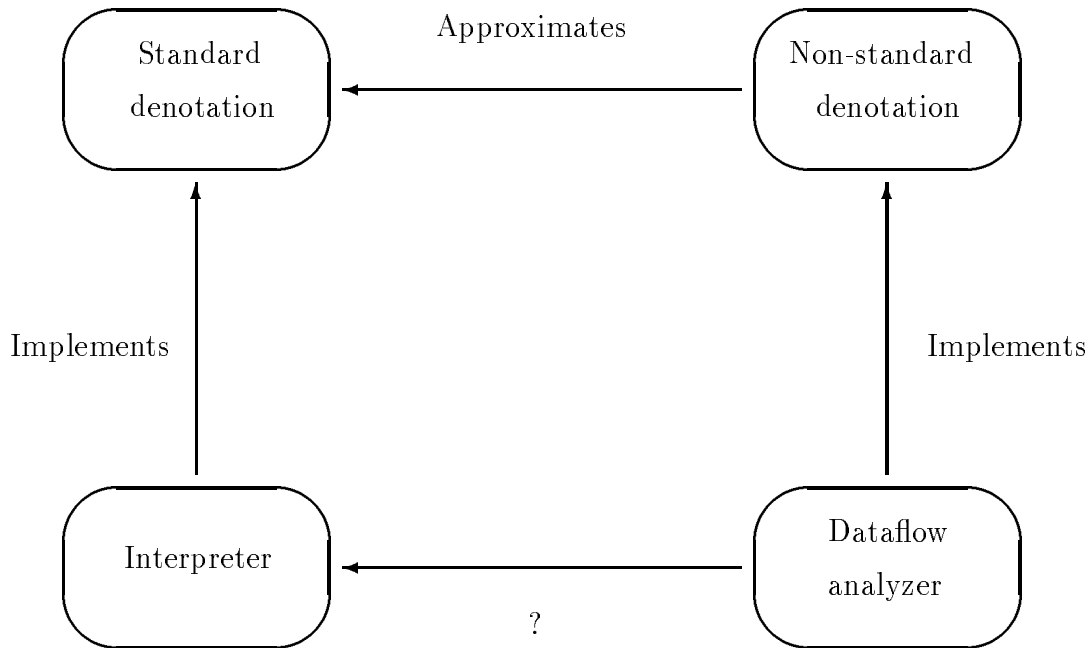 Approximates
Standard
denotation
Non-standard
denotation
Implements
Implements
Interpreter
Dataflow
analyzer
?